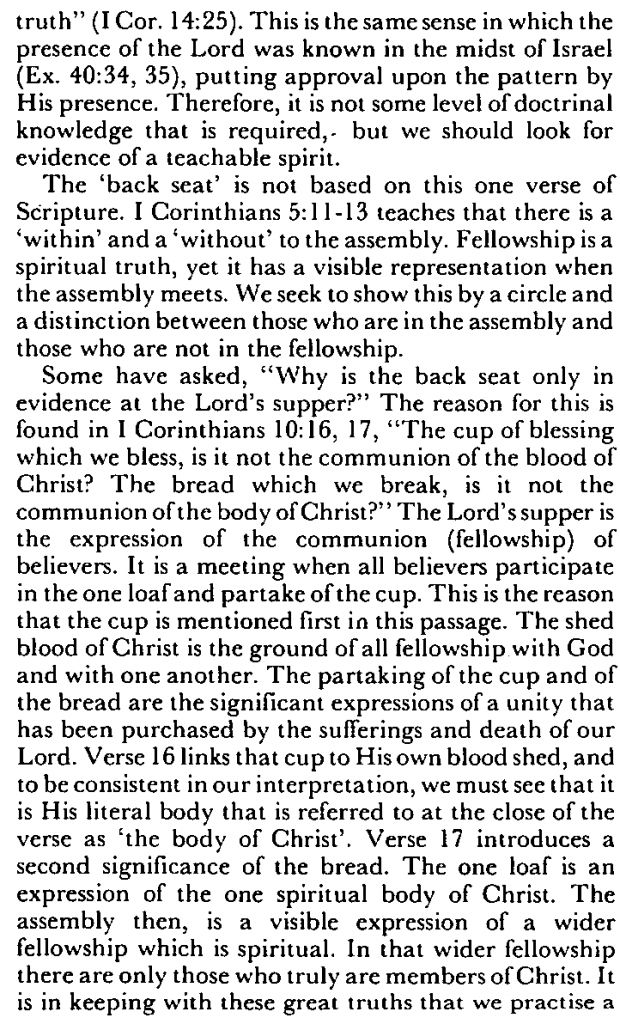 truth” (I Cor. 14:25). This is the same sense in which the
presence of the Lord was known in the midst of Israel
(Ex. 40:34, 35), putting approval upon the pattern by
His presence. Therefore, it is not some level of doctrinal
knowledge that is required,- but we should look for
evidence of a teachable spirit.
The ‘back seat’ is not based on this one verse of
Scripture. I Corinthians 5:11-13 teaches that there is a
‘within’ and a ‘without’ to the assembly. Fellowship is a
spiritual truth, yet it has a visible representation when
the assembly meets. We seek to show this by a circle and
a distinction between those who are in the assembly and
those who are not in the fellowship.
Some have asked, “Why is the back seat only in
evidence at the Lord’s supper?” The reason for this is
found in I Corinthians 10:16, 17, “The cup of blessing
which we bless, is it not the communion of the blood of
Christ? The bread which we break, is it not the
communion of the body of Christ?” The Lord’s supper is
the expression of the communion (fellowship) of
believers. It is a meeting when all believers participate
in the one loaf and partake of the cup. This is the reason
that the cup is mentioned first in this passage. The shed
blood of Christ is the ground of all fellowship with God
and with one another. The partaking of the cup and of
the bread are the significant expressions of a unity that
has been purchased by the sufferings and death of our
Lord. Verse 16 links that cup to His own blood shed, and
to be consistent in our interpretation, we must see that it
is His literal body that is referred to at the close of the
verse as ‘the body of Christ’. Verse 17 introduces a
second significance of the bread. The one loaf is an
expression of the one spiritual body of Christ. The
assembly then, is a visible expression of a wider
fellowship which is spiritual. In that wider fellowship
there are only those who truly are members of Christ. It
is in keeping with these great truths that we practise a